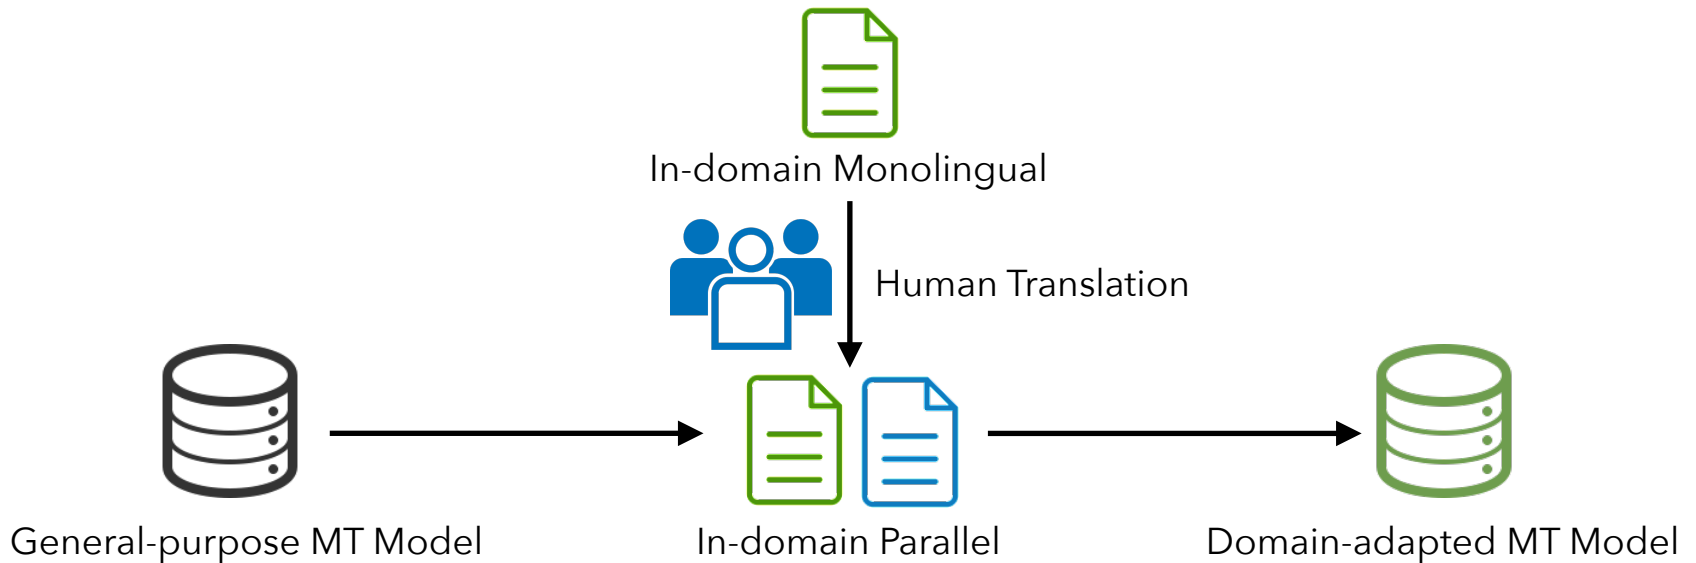 In-domain Monolingual
Human Translation
General-purpose MT Model
In-domain Parallel
Domain-adapted MT Model